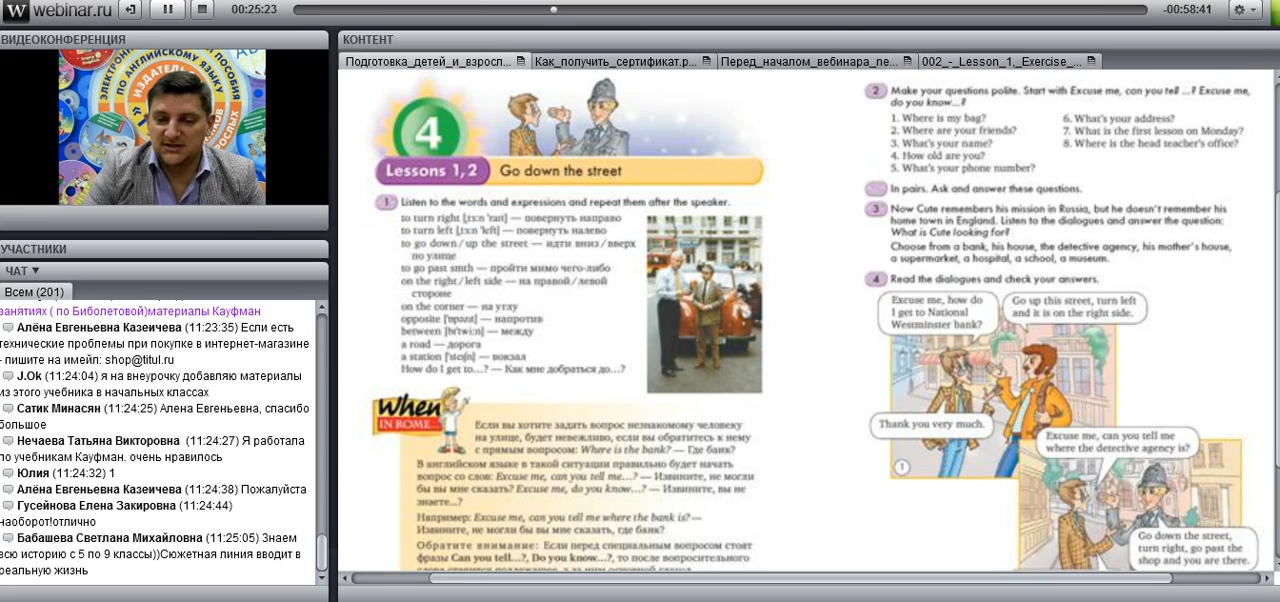 W webinar.ru
00:25:23
-00:58:41
ВИДЕОКОНФЕРЕНЦИЯ
ЭЛЕКТРОННЫЕ
ПОСОБИЯ
ПО АНГЛИЙСКОМУ ЯЗЫКУ
УЧАСТНИКИ
ЧАТ ▼
Всем (201)
занятиях ( по Биболетовой)материалы Кауфман
Алёна Евгеньевна Казеичева (11:23:35) Если есть
технические проблемы при покупке в интернет-магазине
- пишите на имейл: shop@titul.ru
J.Ok (11:24:04) я на внеурочку добавляю материалы
из этого учебника в начальных классах
Сатик Минасян (11:24:25) Алена Евгеньевна, спасибо
большое
Нечаева Татьяна Викторовна (11:24:27) Я работала
по учебникам Кауфман. очень нравилось
Юлия (11:24:32) 1
Алёна Евгеньевна Казеичева (11:24:38) Пожалуйста
Гусейнова Елена Закировна (11:24:44)
наоборот!отлично
Бабашева Светлана Михайловна (11:25:05) Знаем
всю историю с 5 по 9 классы))Сюжетная линия вводит в
реальную жизнь
КОНТЕНТ
Подготовка_детей_и_взросл...
Как_получить_сертификат.p...
Перед_началом_вебинара_пе...
002_-_Lesson_1,_Exercise_...
4
Lessons 1, 2 Go down the street
1 Listen to the words and expressions and repeat them after the speaker.
to turn right [ˌtɜːn ˈraɪt] — повернуть направо
to turn left [ˌtɜːn ˈleft] — повернуть налево
to go down / up the street — идти вниз / вверх
по улице
to go past smth — пройти мимо чего-либо
on the right / left side — на правой / левой
стороне
on the corner — на углу
opposite [ˈɒpəzɪt] — напротив
between [bɪˈtwiːn] — между
a road — дорога
a station [ˈsteɪʃn] — вокзал
How do I get to...? — Как мне добраться до...?
When
IN ROME...
Если вы хотите задать вопрос незнакомому человеку
на улице, будет невежливо, если вы обратитесь к нему
с прямым вопросом: Where is the bank? — Где банк?
В английском языке в такой ситуации правильно будет начать
вопрос со слов: Excuse me, can you tell me...? — Извините, не могли
бы вы мне сказать? Excuse me, do you know...? — Извините, вы не
знаете...?
Например: Excuse me, can you tell me where the bank is? —
Извините, не могли бы вы мне сказать, где банк?
Обратите внимание: Если перед специальным вопросом стоят
фразы Can you tell...?, Do you know...?, то после вопросительного
2 Make your questions polite. Start with Excuse me, can you tell ...? Excuse me,
do you know...?
1. Where is my bag?
2. Where are your friends?
3. What's your name?
4. How old are you?
5. What's your phone number?
6. What's your address?
7. What is the first lesson on Monday?
8. Where is the head teacher's office?
In pairs. Ask and answer these questions.
3 Now Cute remembers his mission in Russia, but he doesn't remember his
home town in England. Listen to the dialogues and answer the question:
What is Cute looking for?
Choose from a bank, his house, the detective agency, his mother's house,
a supermarket, a hospital, a school, a museum.
4 Read the dialogues and check your answers.
Excuse me, how do
I get to National
Westminster bank?
Go up this street, turn left
and it is on the right side.
Thank you very much.
1
Excuse me, can you tell me
where the detective agency is?
Go down the street,
turn right, go past the
shop and you are there.